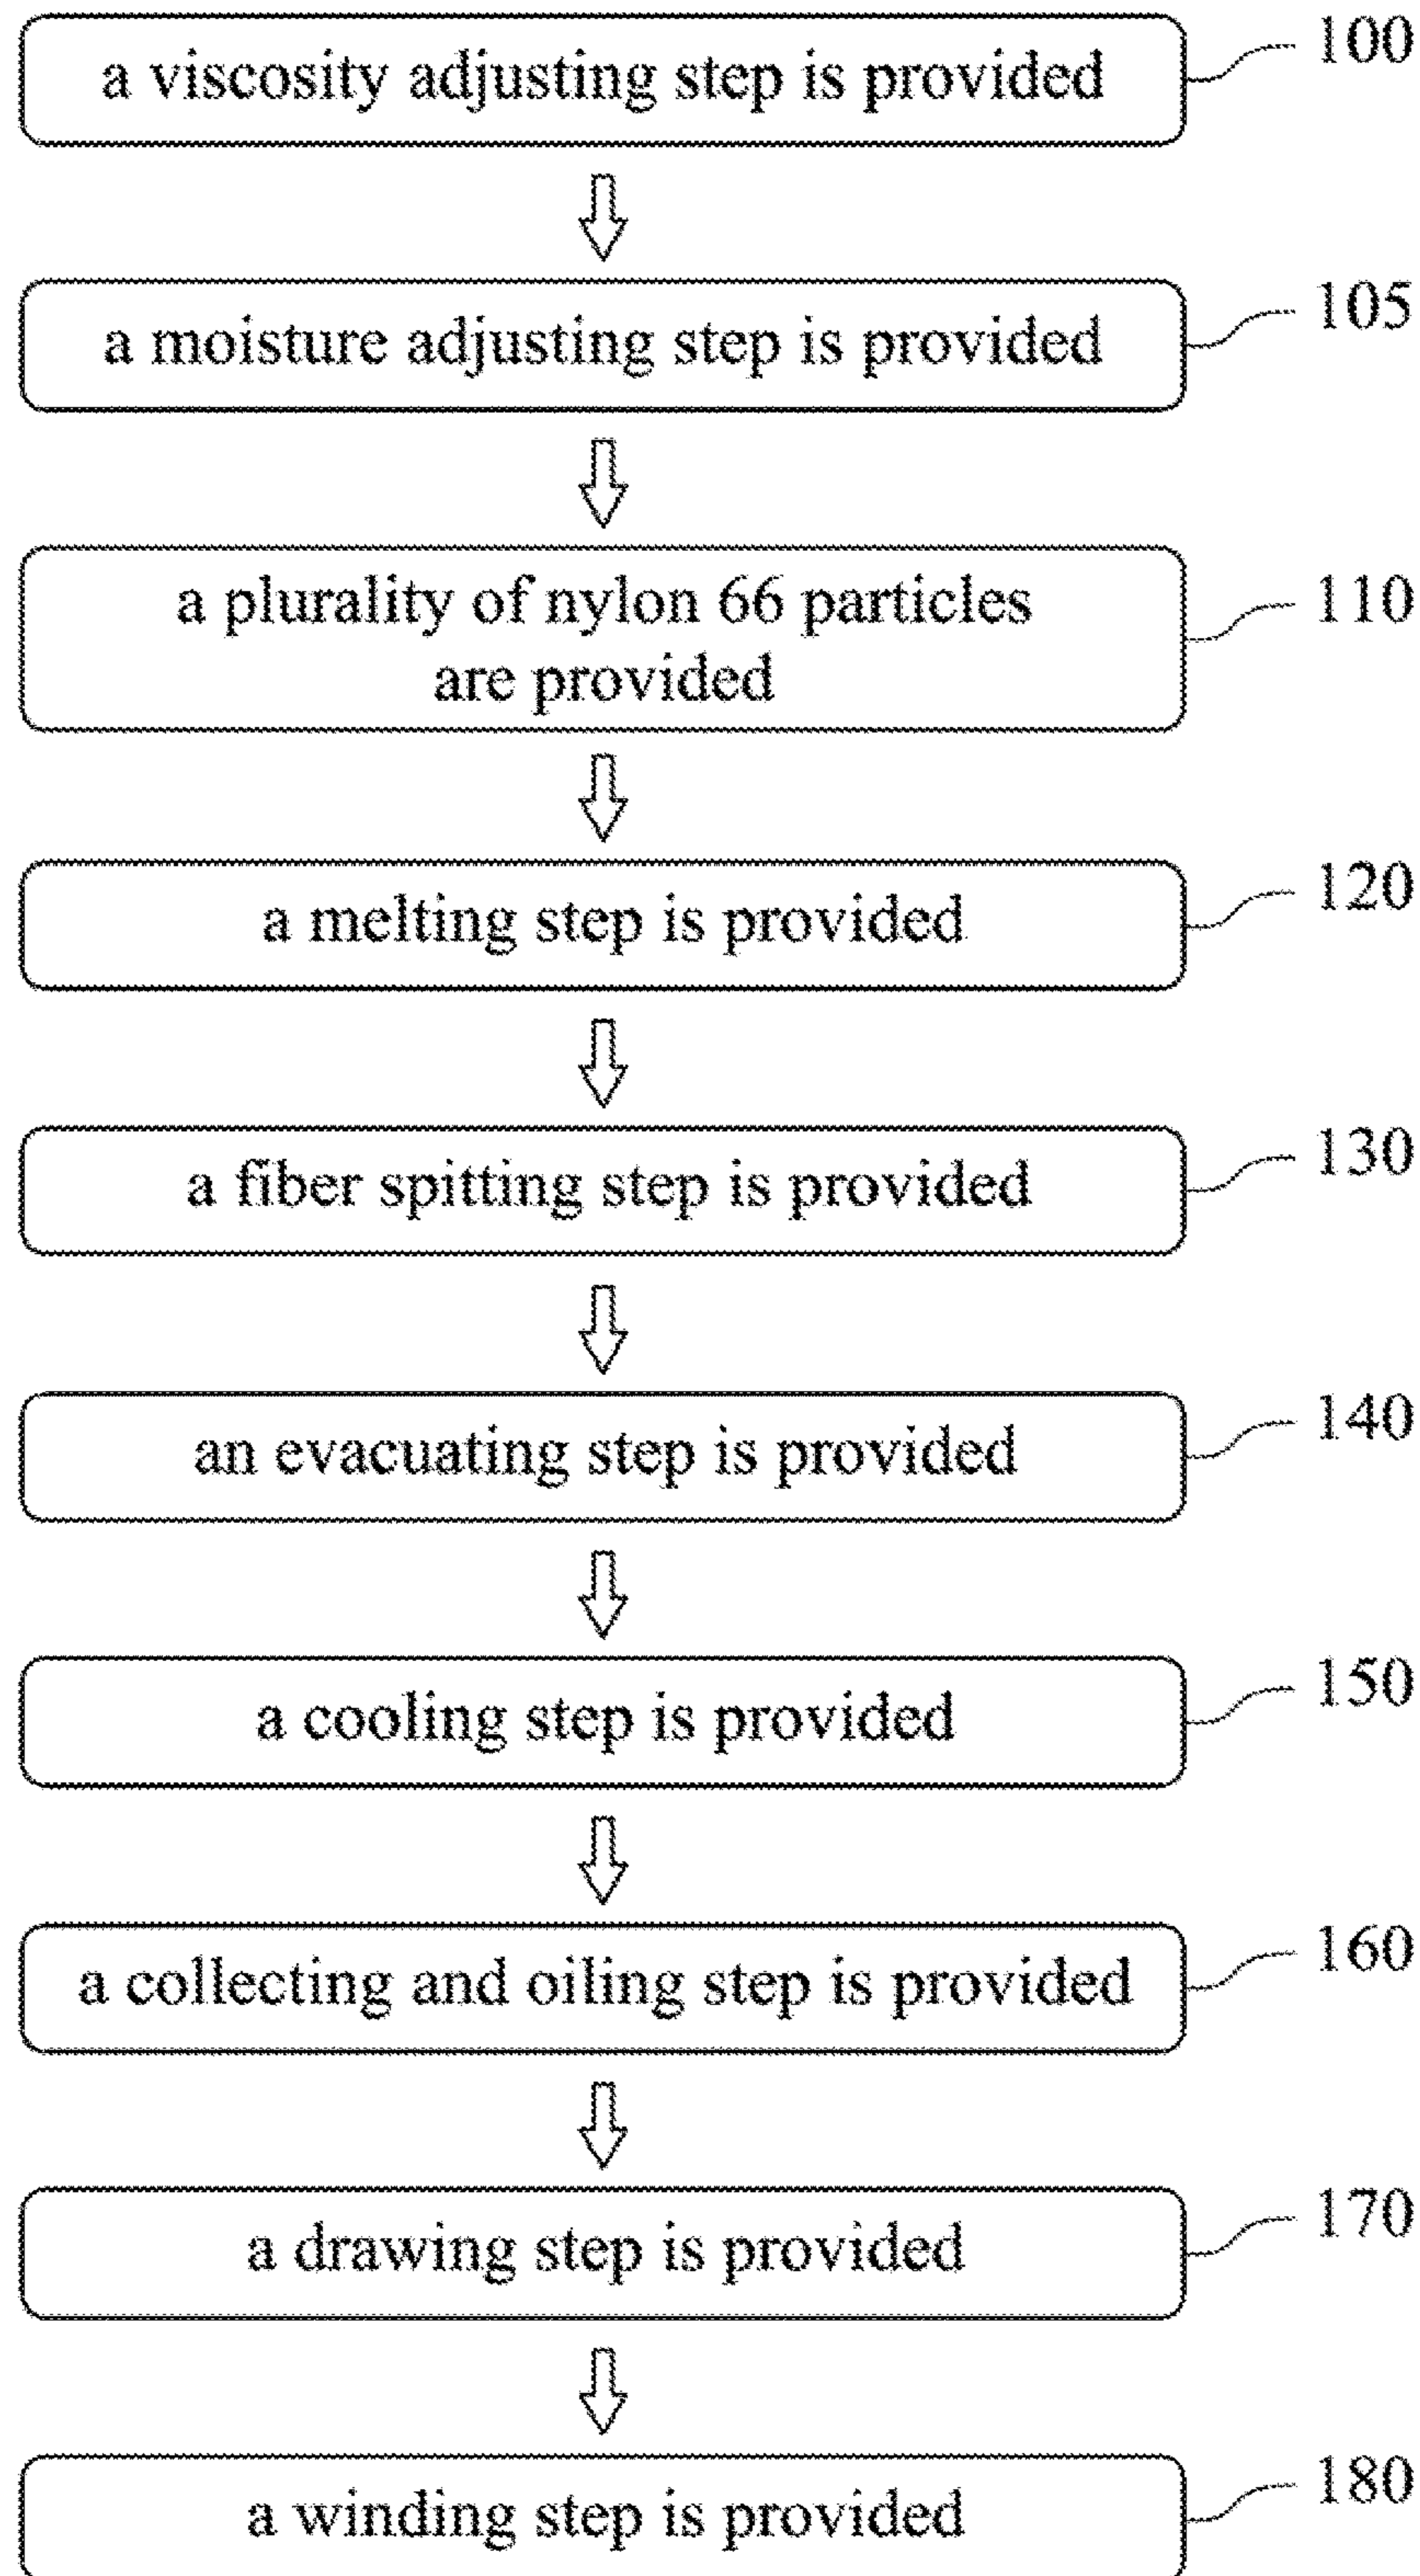 a viscosity adjusting step is provided 100
a moisture adjusting step is provided 105
a plurality of nylon 66 particles 110
are provided
a melting step is provided 120
a fiber spitting step is provided 130
an evacuating step is provided 140
a cooling step is provided 150
a collecting and oiling step is provided 160
a drawing step is provided 170
a winding step is provided 180